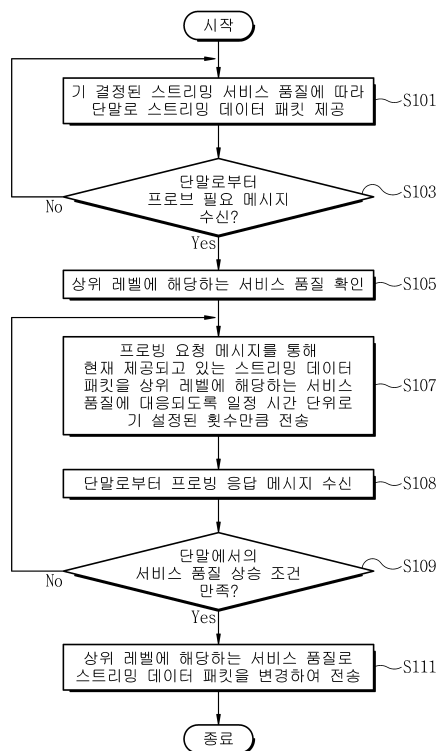 시작
기 결정된 스트리밍 서비스 품질에 따라
단말로 스트리밍 데이터 패킷 제공
S101
단말로부터
프로브 필요 메시지
수신?
S103
No
Yes
상위 레벨에 해당하는 서비스 품질 확인
S105
프로빙 요청 메시지를 통해
현재 제공되고 있는 스트리밍 데이터
패킷을 상위 레벨에 해당하는 서비스
품질에 대응되도록 일정 시간 단위로
기 설정된 횟수만큼 전송
S107
단말로부터 프로빙 응답 메시지 수신
S108
단말에서의
서비스 품질 상승 조건
만족?
S109
No
Yes
상위 레벨에 해당하는 서비스 품질로
스트리밍 데이터 패킷을 변경하여 전송
S111
종료